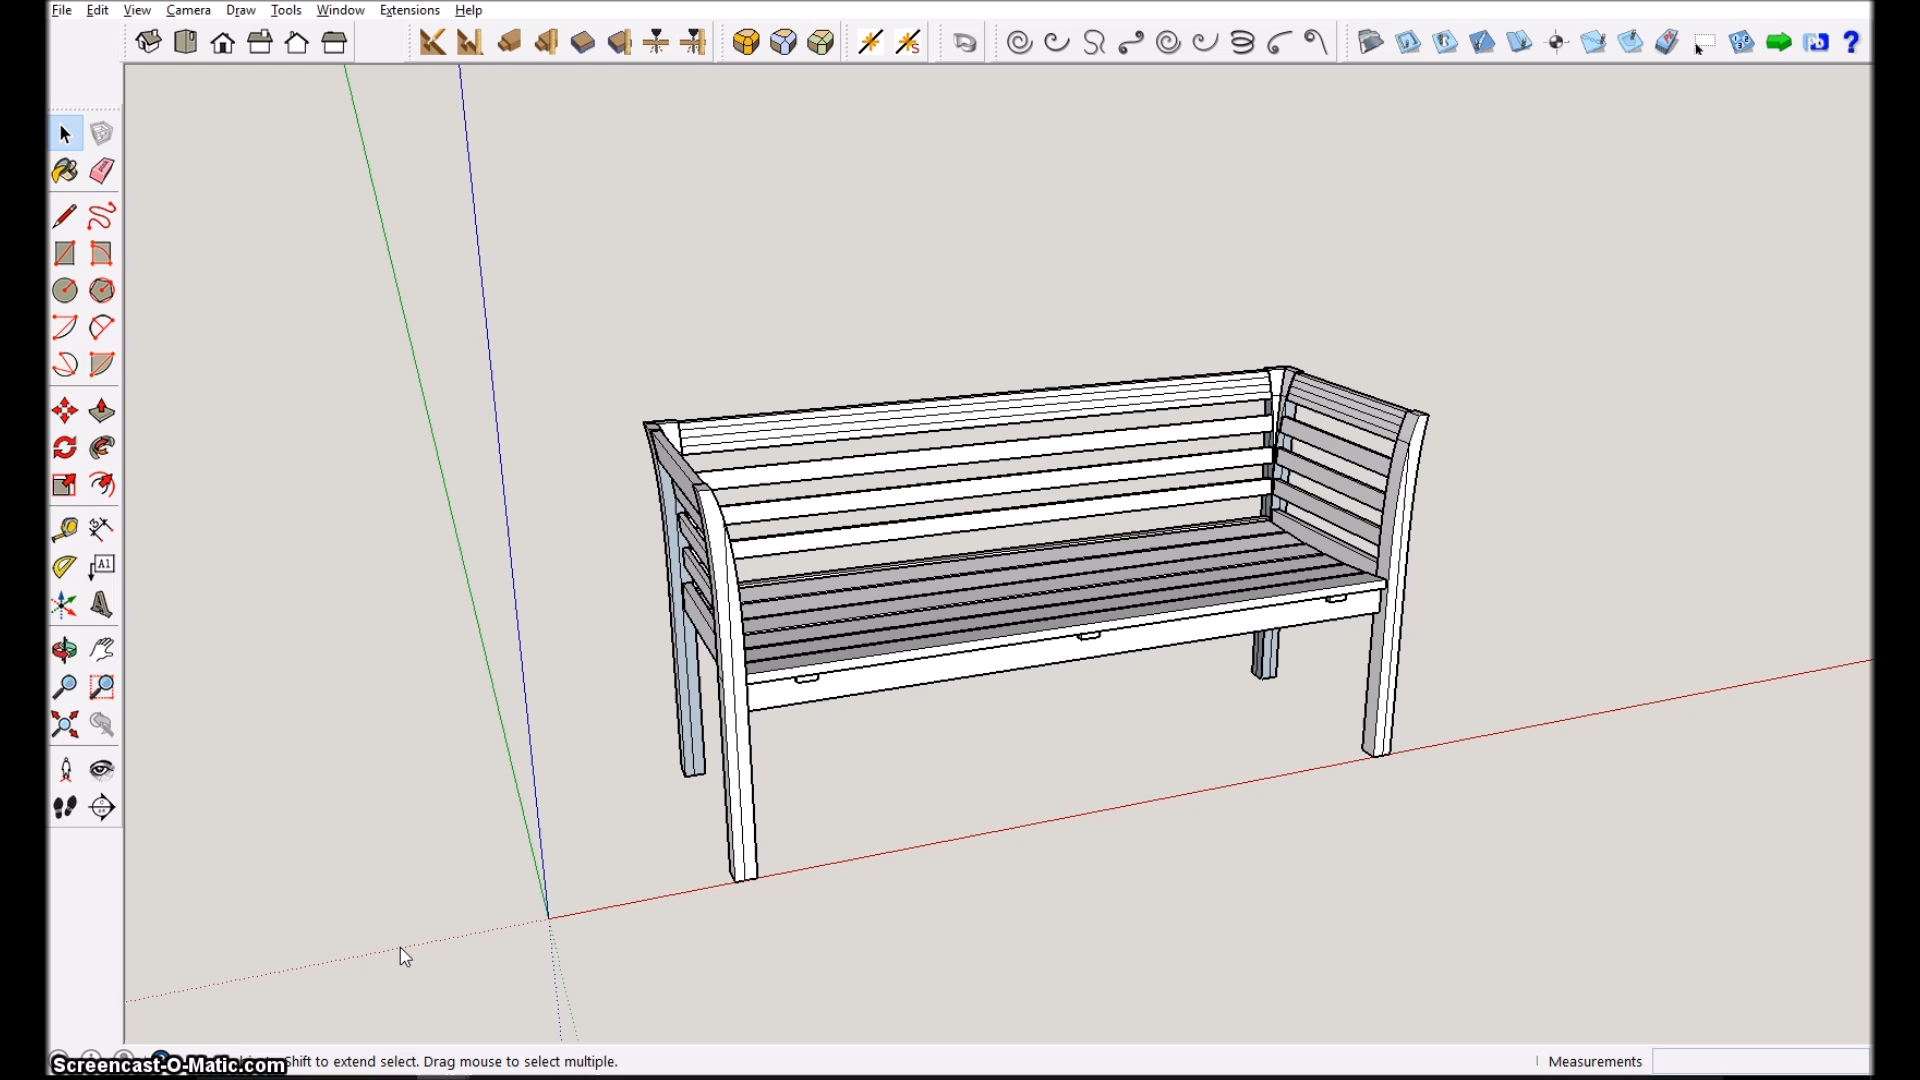 File Edit View Camera Draw Tools Window Extensions Help
A1
Shift to extend select. Drag mouse to select multiple.
Measurements
Screencast-O-Matic.com